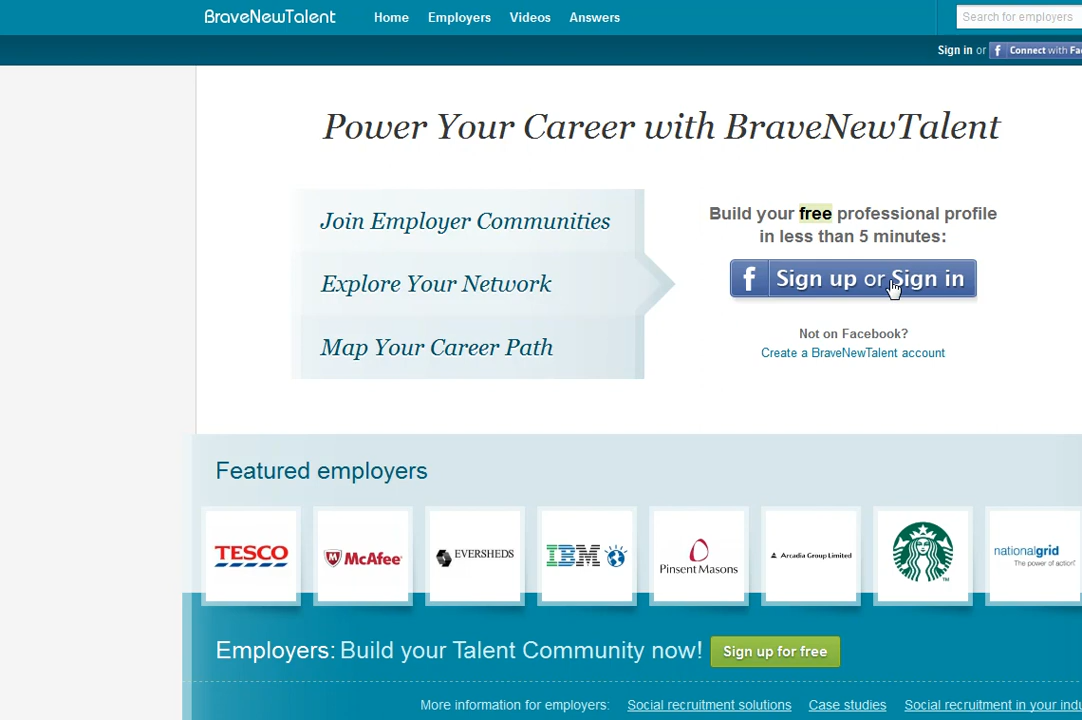 BraveNewTalent Home Employers Videos Answers Search for employers
Sign in or f Connect with
Power Your Career with BraveNewTalent
Join Employer Communities
Explore Your Network
Map Your Career Path
Build your free professional profile
in less than 5 minutes:
f Sign up or Sign in
Not on Facebook?
Create a BraveNewTalent account
Featured employers
TESCO
McAfee
EVERSHEDS
IBM
Pinsent Masons
Arcadia Group Limited
nationalgrid
The power of action
Employers: Build your Talent Community now! Sign up for free
More information for employers: Social recruitment solutions Case studies Social recruitment in your